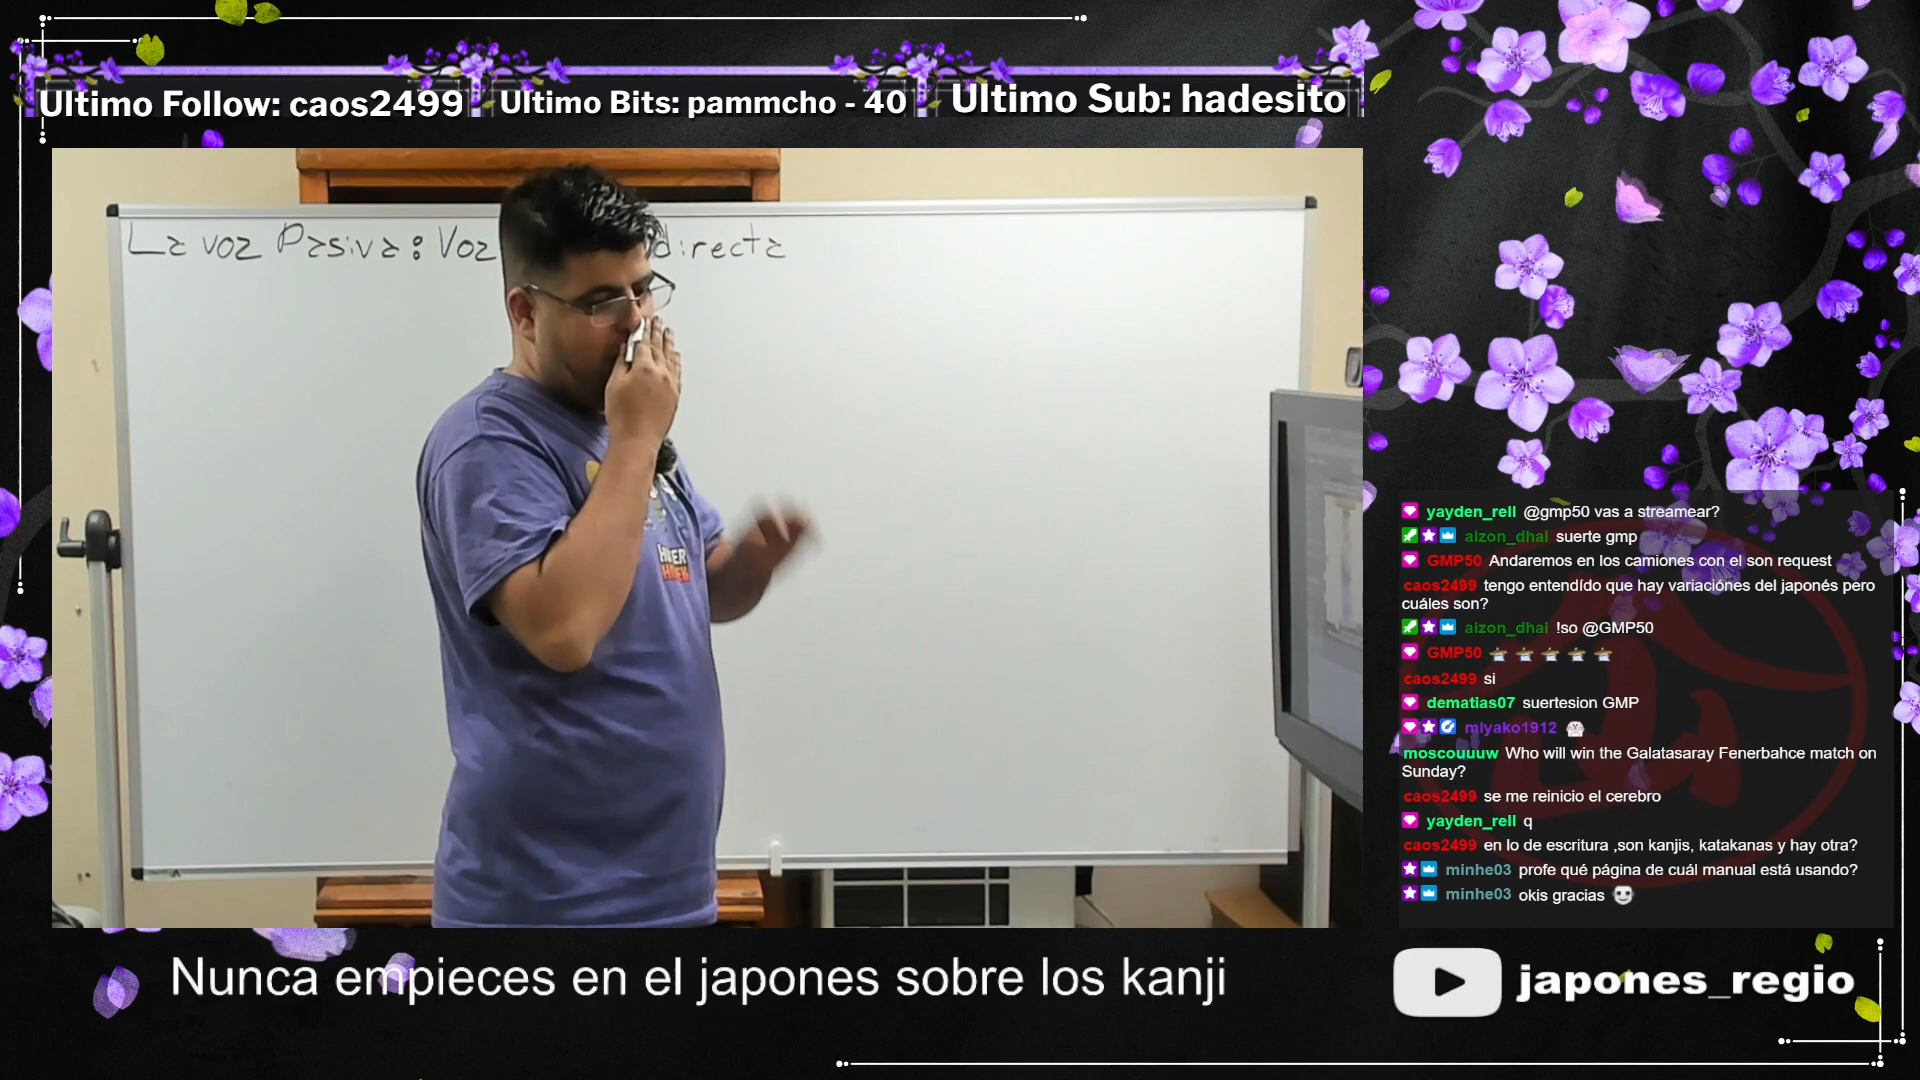 Ultimo Follow: caos2499
Ultimo Bits: pammcho - 40
Ultimo Sub: hadesito
La voz Pasiva: Voz directa
yayden_rell @gmp50 vas a streamear?
aizon_dhai suerte gmp
GMP50 Andaremos en los camiones con el son request
caos2499 tengo entendído que hay variaciónes del japonés pero
cuáles son?
aizon_dhai !so @GMP50
GMP50
caos2499 si
dematias07 suertesion GMP
miyako1912
moscouuuw Who will win the Galatasaray Fenerbahce match on
Sunday?
caos2499 se me reinicio el cerebro
yayden_rell q
caos2499 en lo de escritura ,son kanjis, katakanas y hay otra?
minhe03 profe qué página de cuál manual está usando?
minhe03 okis gracias
Nunca empieces en el japones sobre los kanji
japones_regio